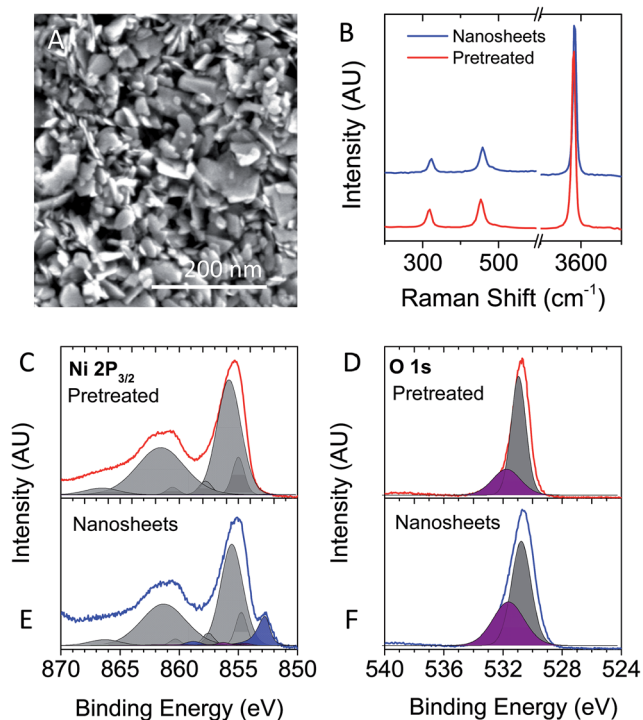 A
200 nm
B
Nanosheets
Pretreated
Intensity (AU)
300 500 3600
Raman Shift (cm⁻¹)
C
Ni 2P₃/₂
Pretreated
Nanosheets
E
Intensity (AU)
870 865 860 855 850
Binding Energy (eV)
D
O 1s
Pretreated
Nanosheets
F
Intensity (AU)
540 536 532 528 524
Binding Energy (eV)